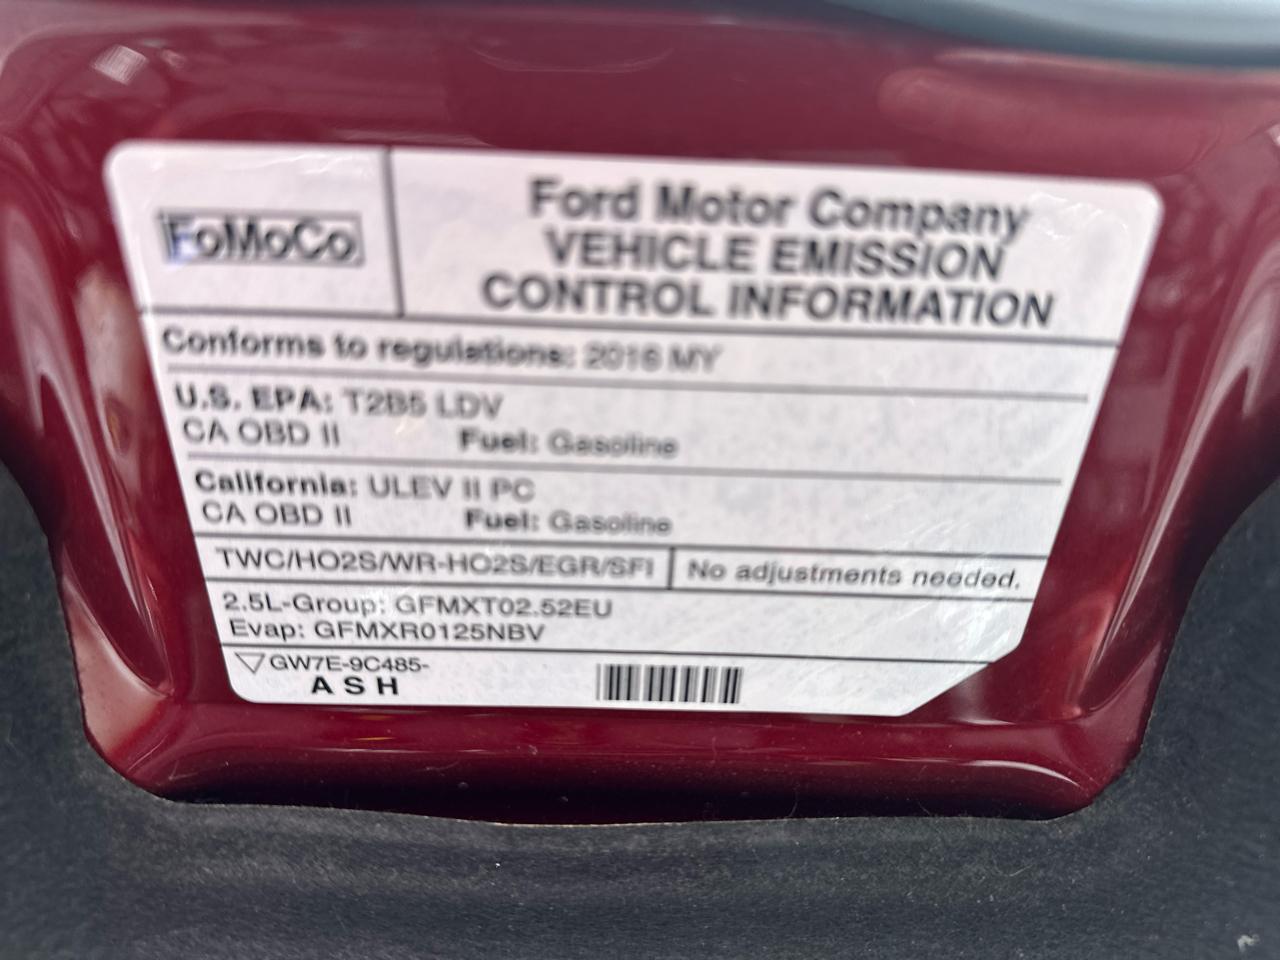 FoMoCo
Ford Motor Company
VEHICLE EMISSION
CONTROL INFORMATION
Conforms to regulations: 2016 MY
U.S. EPA: T2B5 LDV
CA OBD II Fuel: Gasoline
California: ULEV II PC
CA OBD II Fuel: Gasoline
TWC/HO2S/WR-HO2S/EGR/SFI No adjustments needed.
2.5L-Group: GFMXT02.52EU
Evap: GFMXR0125NBV
GW7E-9C485-
A S H